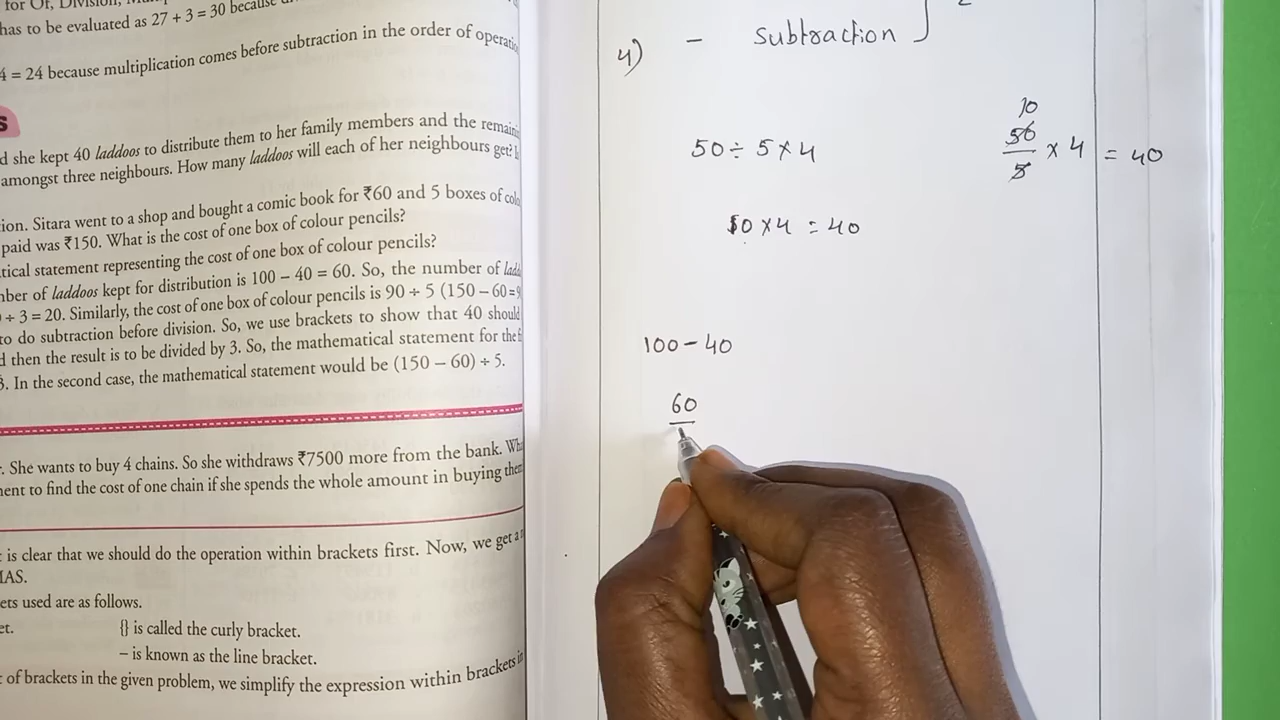 for Of, Division,
has to be evaluated as 27 + 3 = 30 because
4 = 24 because multiplication comes before subtraction in the order of
S
d she kept 40 laddoos to distribute them to her family members and the
amongst three neighbours. How many laddoos will each of her neighbours get?
ion. Sitara went to a shop and bought a comic book for ₹60 and 5 boxes of
paid was ₹150. What is the cost of one box of colour pencils?
tical statement representing the cost of one box of colour pencils?
nber of laddoos kept for distribution is 100 – 40 = 60. So, the number of
÷ 3 = 20. Similarly, the cost of one box of colour pencils is 90 ÷ 5 (150 – 60 =
to do subtraction before division. So, we use brackets to show that 40 should
d then the result is to be divided by 3. So, the mathematical statement for the
3. In the second case, the mathematical statement would be (150 – 60) ÷ 5.
. She wants to buy 4 chains. So she withdraws ₹7500 more from the bank.
nent to find the cost of one chain if she spends the whole amount in buying
is clear that we should do the operation within brackets first. Now, we get
IAS.
ets used are as follows.
et. {} is called the curly bracket.
– is known as the line bracket.
of brackets in the given problem, we simplify the expression within brackets
4) – Subtraction
50 ÷ 5 × 4
10 × 4 = 40
10
50
5 × 4 = 40
100 – 40
60